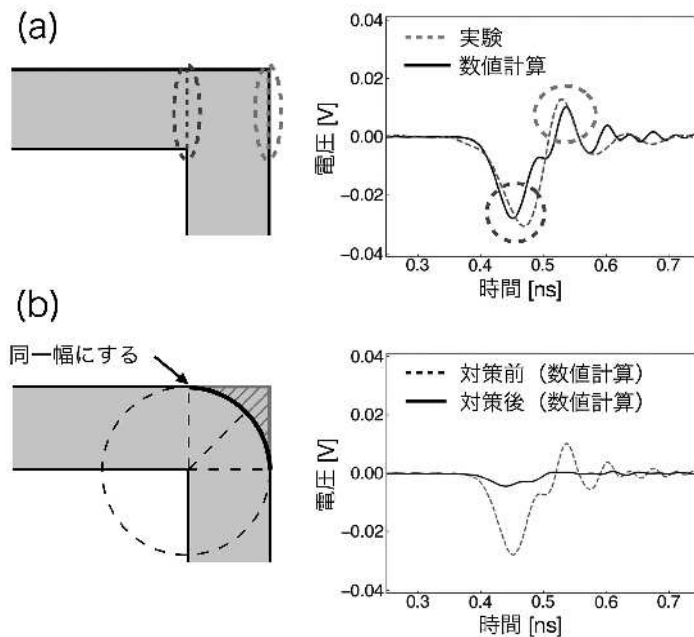 (a)
電圧 [V]
0.04
0.02
0.00
−0.02
−0.04
実験
数値計算
0.3 0.4 0.5 0.6 0.7
時間 [ns]
(b)
同一幅にする
電圧 [V]
0.04
0.02
0.00
−0.02
−0.04
対策前（数値計算）
対策後（数値計算）
0.3 0.4 0.5 0.6 0.7
時間 [ns]